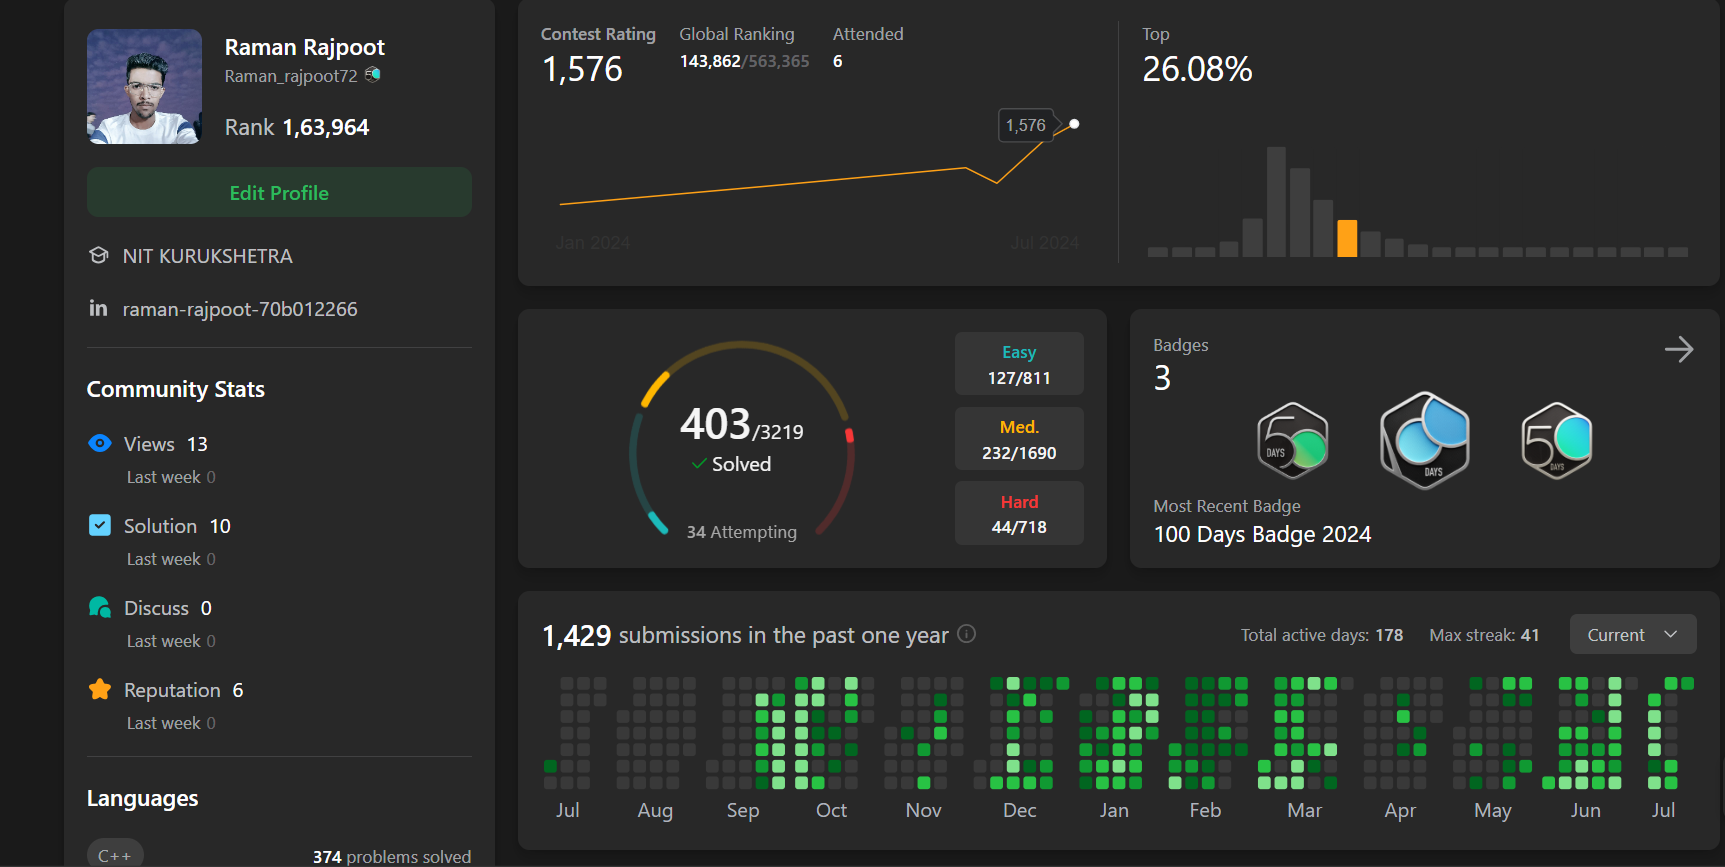 Raman Rajpoot
Raman_rajpoot72
Rank 1,63,964
Edit Profile
NIT KURUKSHETRA
in raman-rajpoot-70b012266
Community Stats
Views 13
Last week 0
Solution 10
Last week 0
Discuss 0
Last week 0
Reputation 6
Last week 0
Languages
C++ 374 problems solved
Contest Rating
1,576
Global Ranking
143,862/563,365
Attended
6
1,576
Jan 2024 Jul 2024
Top
26.08%
403/3219
Solved
34 Attempting
Easy
127/811
Med.
232/1690
Hard
44/718
Badges
3
50 DAYS
DAYS
50 DAYS
Most Recent Badge
100 Days Badge 2024
1,429 submissions in the past one year
Total active days: 178 Max streak: 41
Current
Jul Aug Sep Oct Nov Dec Jan Feb Mar Apr May Jun Jul